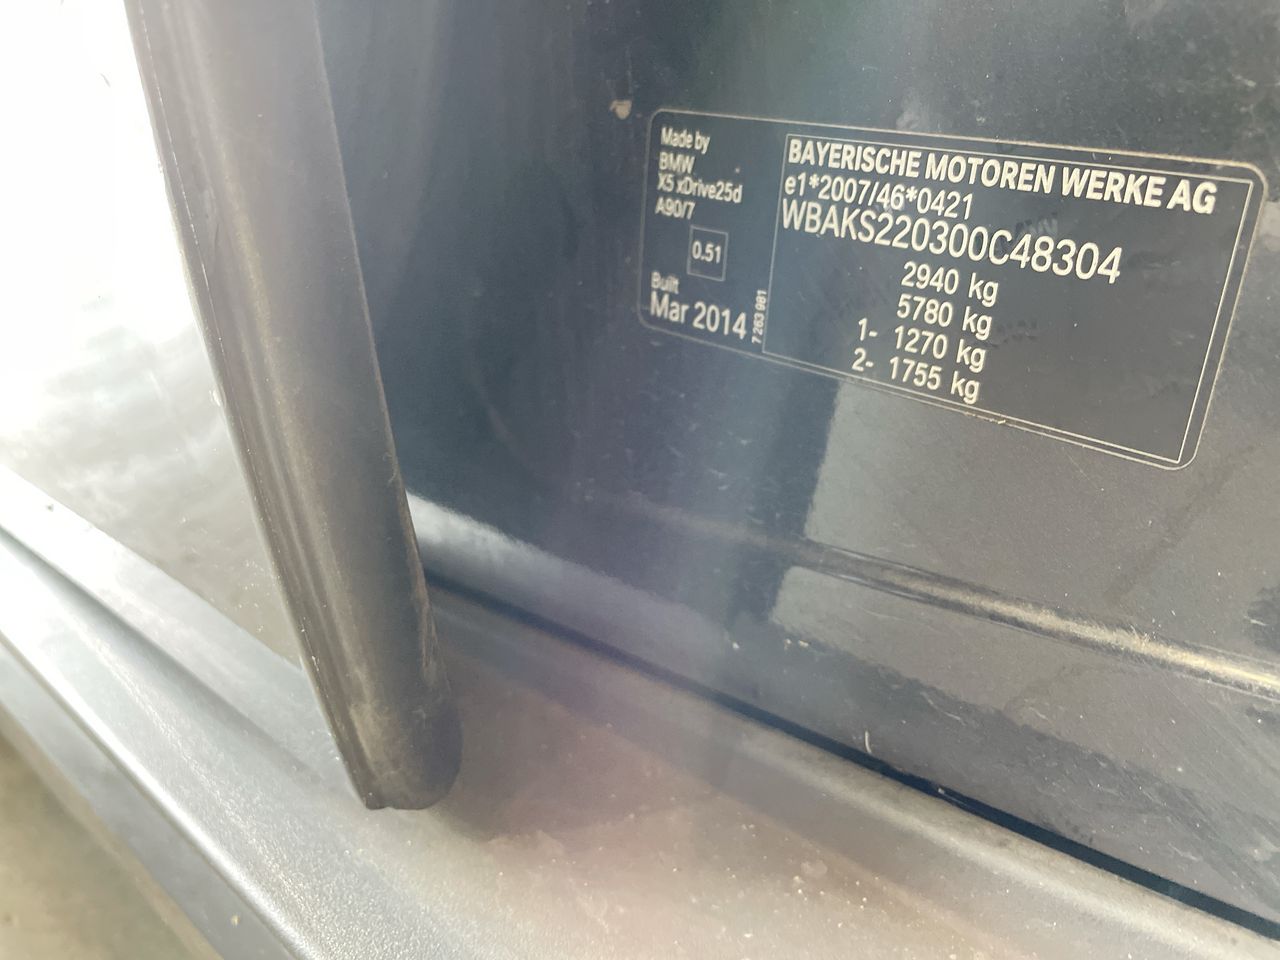 Made by
BMW
X5 xDrive25d
A90/7
0.51
Built
Mar 2014
7 263 981
BAYERISCHE MOTOREN WERKE AG
e1*2007/46*0421
WBAKS220300C48304
2940 kg
5780 kg
1- 1270 kg
2- 1755 kg